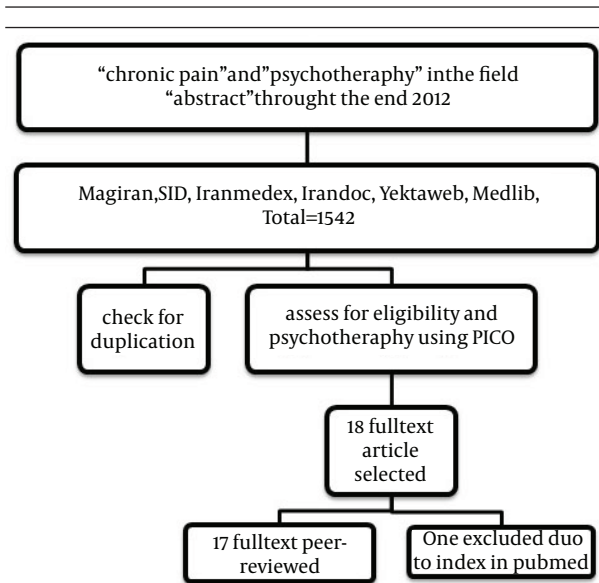 “chronic pain”and”psychotheraphy” inthe field
“abstract”throught the end 2012
Magiran,SID, Iranmedex, Irandoc, Yektaweb, Medlib,
Total=1542
check for
duplication
assess for eligibility and
psychotheraphy using PICO
18 fulltext
article
selected
17 fulltext peer-
reviewed
One excluded duo
to index in pubmed